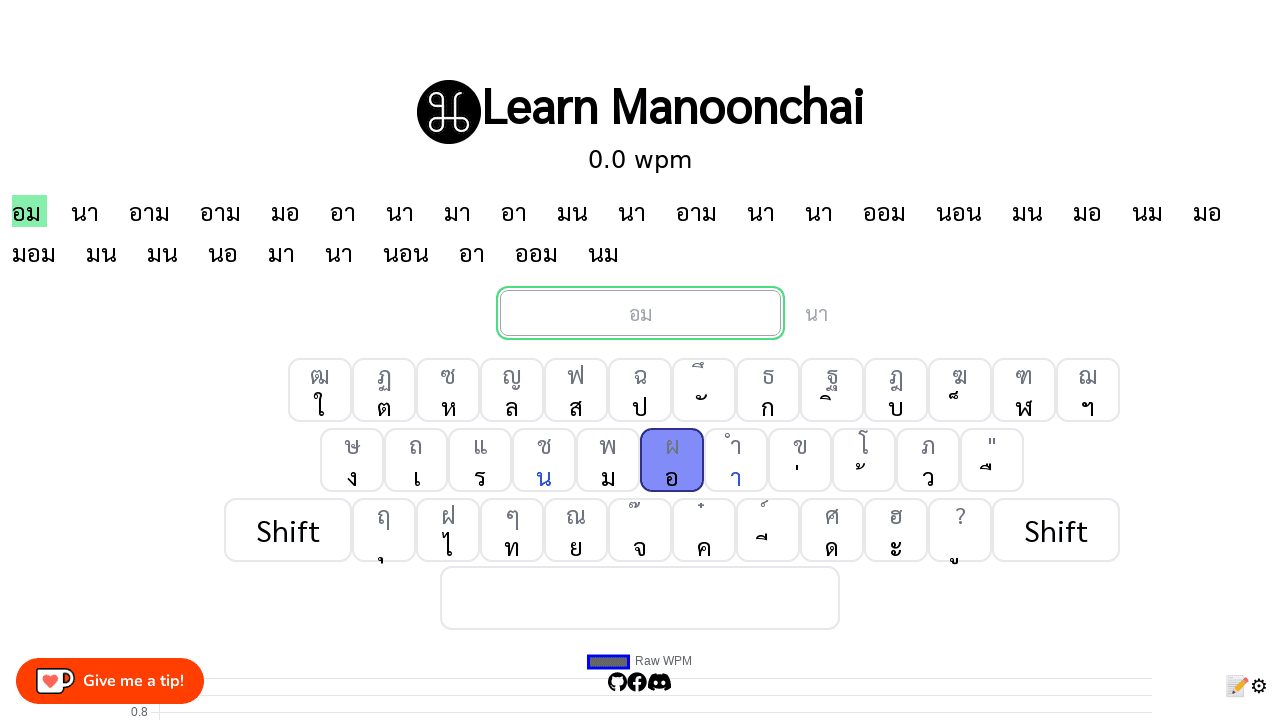 Learn Manoonchai
0.0 wpm
อม นา อาม อาม มอ อา นา มา อา มน นา อาม นา นา ออม นอน มน มอ นม มอ
มอม มน มน นอ มา นา นอน อา ออม นม
อม นา
ฒ ฏ ซ ญ ฟ ฉ ึ ธ ฐ ฎ ฆ ฑ ฌ
ใ ต ห ล ส ป ั ก ิ บ ็ ฬ ฯ
ษ ถ แ ช พ ผ ำ ข โ ภ "
ง เ ร น ม อ า ่ ้ ว ื
Shift ฤ ฝ ๆ ณ ๊ ๋ ์ ศ ฮ ? Shift
ุ ไ ท ย จ ค ี ด ะ ู
Raw WPM
Give me a tip!
0.8